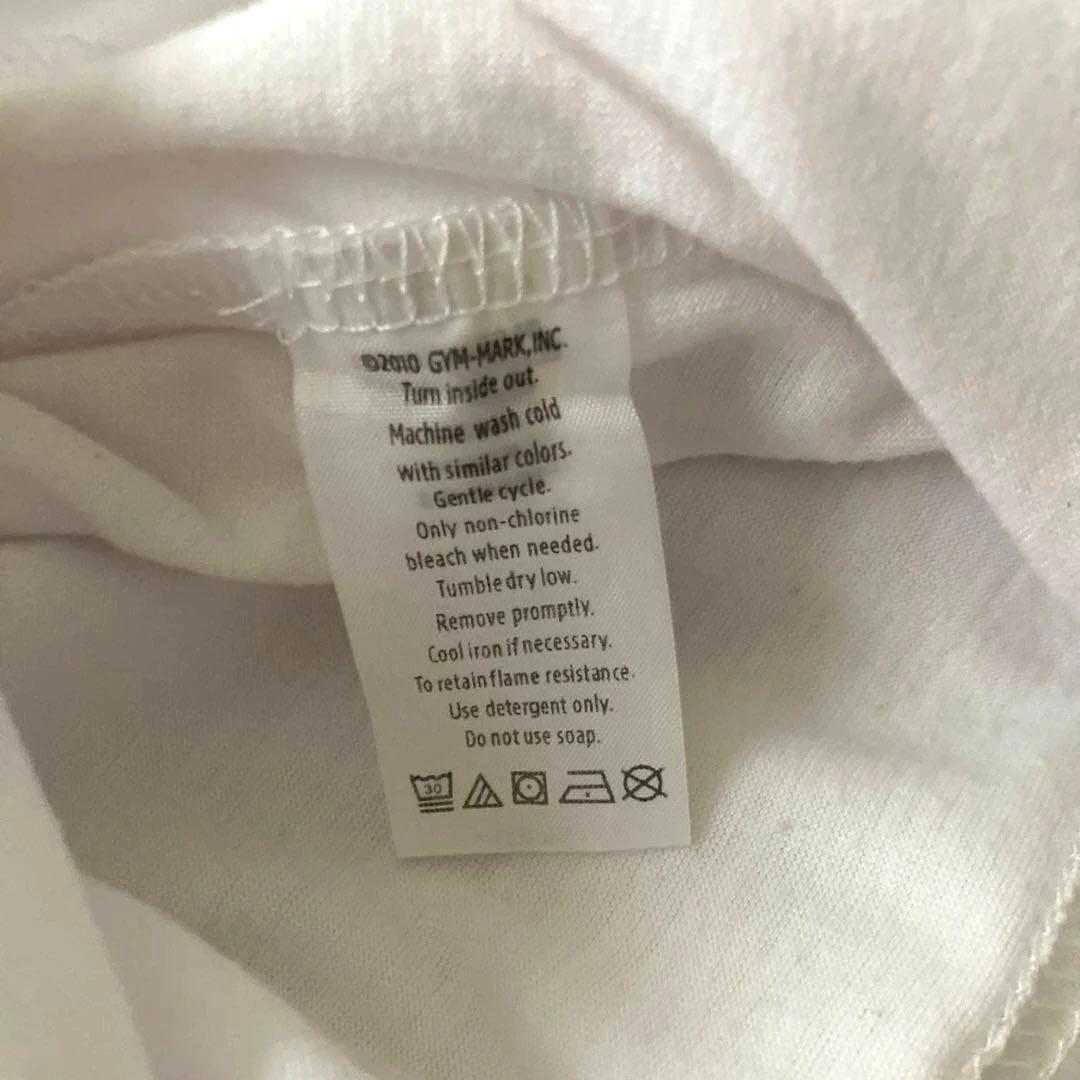 ©2010 GYM-MARK,INC.
Turn inside out.
Machine wash cold
with similar colors.
Gentle cycle.
Only non-chlorine
bleach when needed.
Tumble dry low.
Remove promptly.
Cool iron if necessary.
To retain flame resistance.
Use detergent only.
Do not use soap.
30